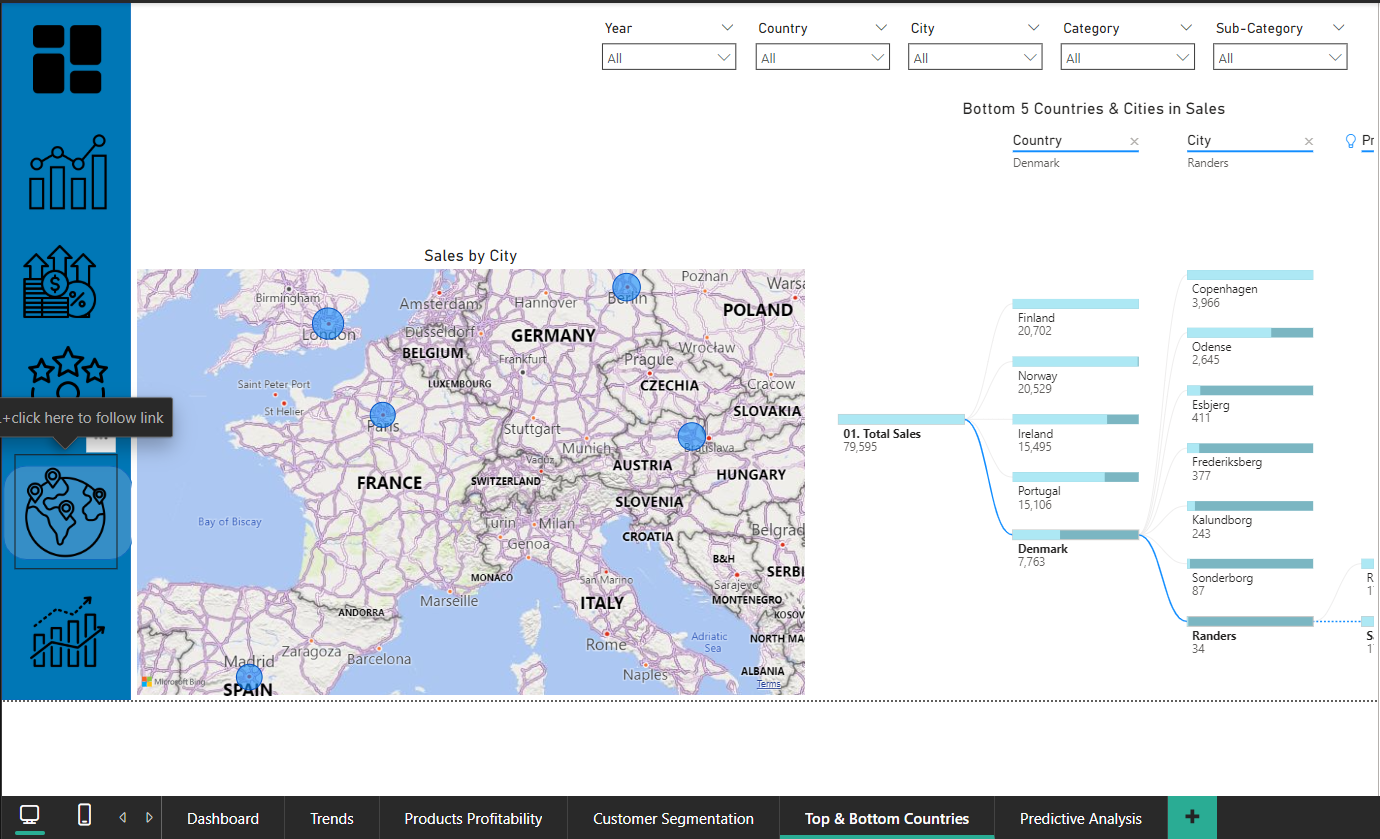 Year
Country
City
Category
Sub-Category
All
All
All
All
All
Bottom 5 Countries & Cities in Sales
Country
City
Pr
Denmark
Randers
+click here to follow link
Sales by City
Birmingham
London
Amsterdam
Hannover
Berlin
Poznan
Warsa
POLAND
Düsseldorf
GERMANY
BELGIUM
Frankfurt
Wrocław
Prague
LUXEMBOURG
CZECHIA
Cracow
Saint Peter Port
St Helier
Paris
SLOVAKIA
Stuttgart
Munich
Bratislava
Vaduz
AUSTRIA
HUNGARY
FRANCE
SWITZERLAND
SLOVENIA
Bay of Biscay
Turin
Milan
CROATIA
Belgrad
Genoa
B&H
SERBI
MONACO
San Marino
Sarajevo
ANDORRA
Marseille
ITALY
MONTENEGRO
KOSOV
Adriatic
Sea
NORTH MA
Rome
Zaragoza
Barcelona
Madrid
Naples
ALBANIA
SPAIN
Microsoft Bing
Terms
01. Total Sales
79,595
Finland
20,702
Norway
20,529
Ireland
15,495
Portugal
15,106
Denmark
7,763
Copenhagen
3,966
Odense
2,645
Esbjerg
411
Frederiksberg
377
Kalundborg
243
Sonderborg
87
Randers
34
R
1
S
1
Dashboard
Trends
Products Profitability
Customer Segmentation
Top & Bottom Countries
Predictive Analysis
+